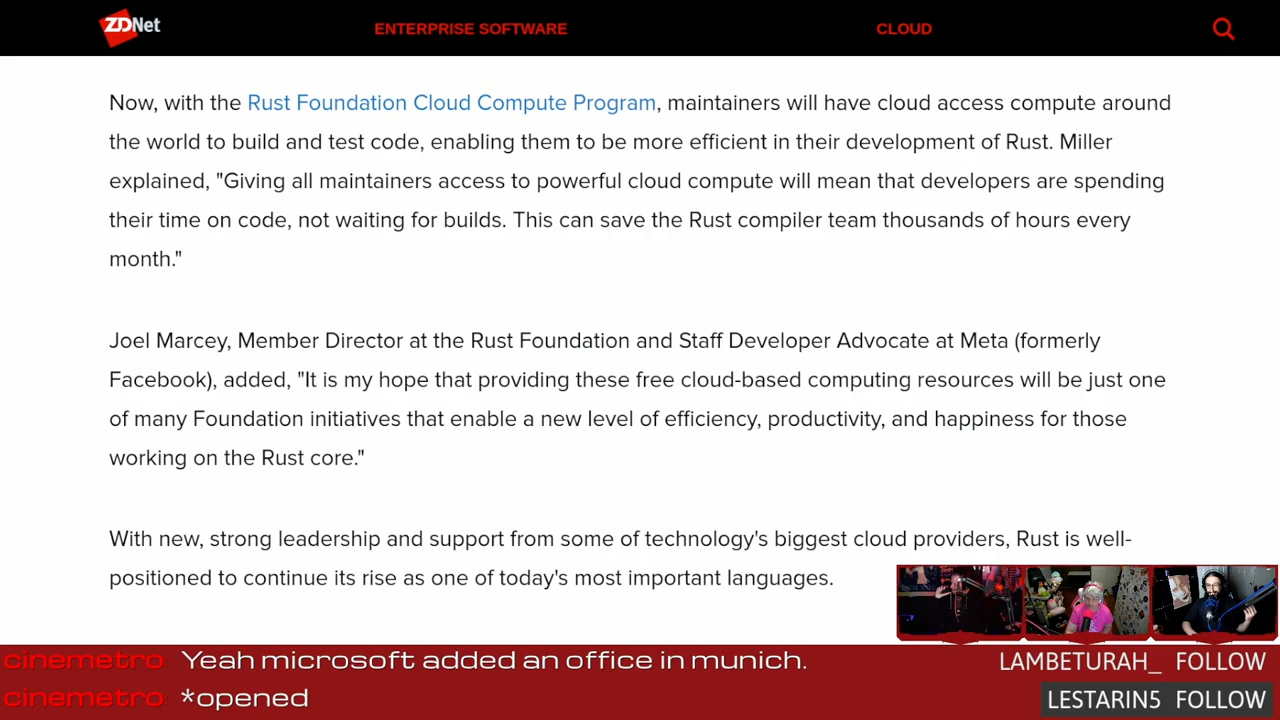 ZDNet
ENTERPRISE SOFTWARE
CLOUD
Now, with the Rust Foundation Cloud Compute Program, maintainers will have cloud access compute around
the world to build and test code, enabling them to be more efficient in their development of Rust. Miller
explained, "Giving all maintainers access to powerful cloud compute will mean that developers are spending
their time on code, not waiting for builds. This can save the Rust compiler team thousands of hours every
month."
Joel Marcey, Member Director at the Rust Foundation and Staff Developer Advocate at Meta (formerly
Facebook), added, "It is my hope that providing these free cloud-based computing resources will be just one
of many Foundation initiatives that enable a new level of efficiency, productivity, and happiness for those
working on the Rust core."
With new, strong leadership and support from some of technology's biggest cloud providers, Rust is well-
positioned to continue its rise as one of today's most important languages.
cinemetro: Yeah microsoft added an office in munich.
cinemetro: *opened
LAMBETURAH_ FOLLOW
LESTARIN5 FOLLOW